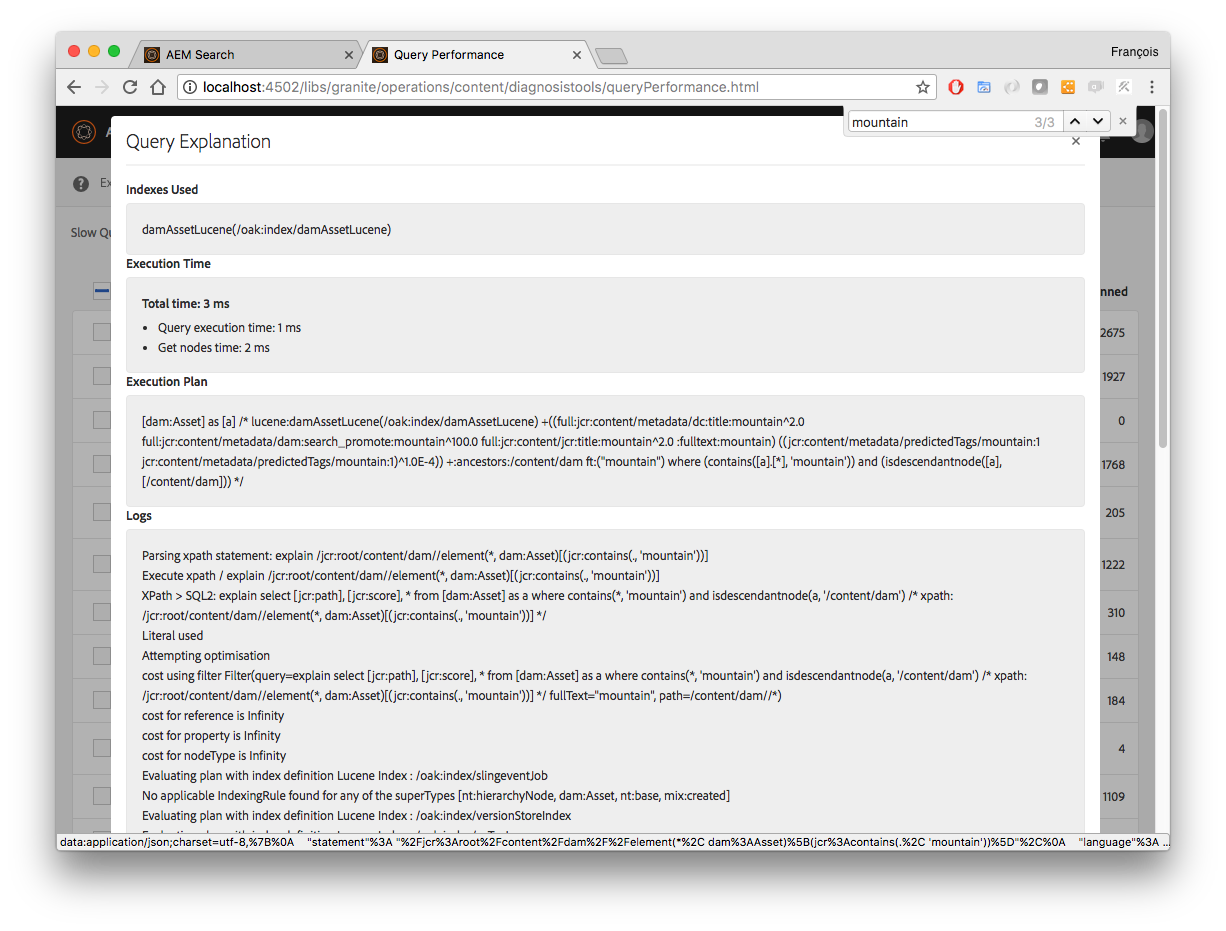 AEM Search
Query Performance
François
localhost:4502/libs/granite/operations/content/diagnosistools/queryPerformance.html
mountain 3/3
A
Query Explanation
Ex
Slow Qu
Indexes Used
damAssetLucene(/oak:index/damAssetLucene)
Execution Time
Total time: 3 ms
• Query execution time: 1 ms
• Get nodes time: 2 ms
Execution Plan
[dam:Asset] as [a] /* lucene:damAssetLucene(/oak:index/damAssetLucene) +((full:jcr:content/metadata/dc:title:mountain^2.0
full:jcr:content/metadata/dam:search_promote:mountain^100.0 full:jcr:content/jcr:title:mountain^2.0 :fulltext:mountain) ((jcr:content/metadata/predictedTags/mountain:1
jcr:content/metadata/predictedTags/mountain:1)^1.0E-4)) +:ancestors:/content/dam ft:("mountain") where (contains([a].[*], 'mountain')) and (isdescendantnode([a],
[/content/dam])) */
Logs
Parsing xpath statement: explain /jcr:root/content/dam//element(*, dam:Asset)[(jcr:contains(., 'mountain'))]
Execute xpath / explain /jcr:root/content/dam//element(*, dam:Asset)[(jcr:contains(., 'mountain'))]
XPath > SQL2: explain select [jcr:path], [jcr:score], * from [dam:Asset] as a where contains(*, 'mountain') and isdescendantnode(a, '/content/dam') /* xpath:
/jcr:root/content/dam//element(*, dam:Asset)[(jcr:contains(., 'mountain'))] */
Literal used
Attempting optimisation
cost using filter Filter(query=explain select [jcr:path], [jcr:score], * from [dam:Asset] as a where contains(*, 'mountain') and isdescendantnode(a, '/content/dam') /* xpath:
/jcr:root/content/dam//element(*, dam:Asset)[(jcr:contains(., 'mountain'))] */ fullText="mountain", path=/content/dam//*)
cost for reference is Infinity
cost for property is Infinity
cost for nodeType is Infinity
Evaluating plan with index definition Lucene Index : /oak:index/slingeventJob
No applicable IndexingRule found for any of the superTypes [nt:hierarchyNode, dam:Asset, nt:base, mix:created]
Evaluating plan with index definition Lucene Index : /oak:index/versionStoreIndex
nned
2675
1927
0
1768
205
1222
310
148
184
4
1109
data:application/json;charset=utf-8,%7B%0A "statement"%3A "%2Fjcr%3Aroot%2Fcontent%2Fdam%2F%2Felement(*%2C dam%3AAsset)%5B(jcr%3Acontains(.%2C 'mountain'))%5D"%2C%0A "language"%3A ...